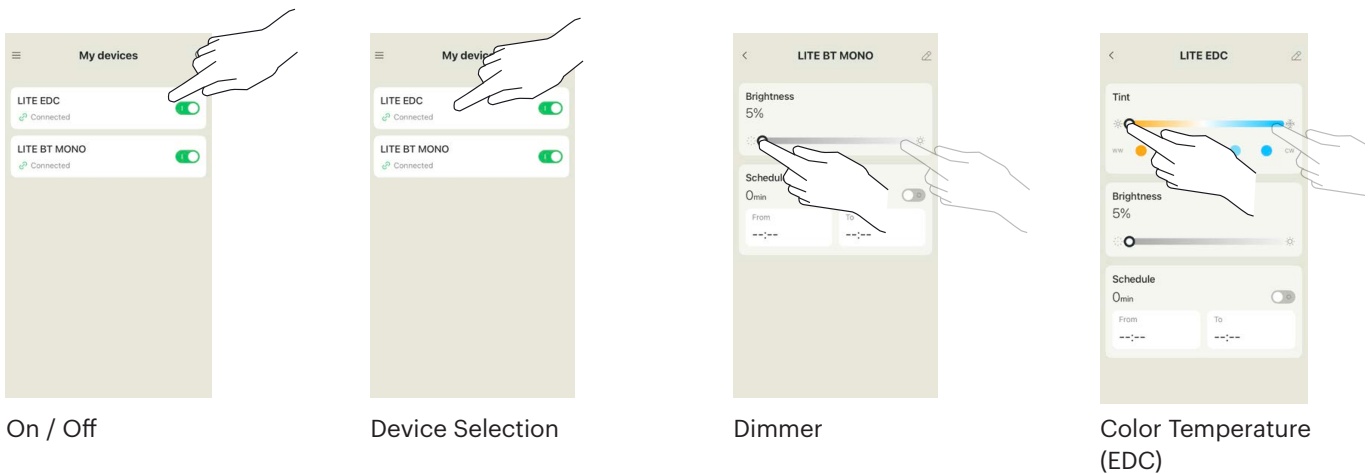 My devices
LITE EDC
Connected
LITE BT MONO
Connected
On / Off
My devic
LITE EDC
Connected
LITE BT MONO
Connected
Device Selection
LITE BT MONO
Brightness
5%
Schedul
0min
From
To
--:--
--:--
Dimmer
LITE EDC
Tint
WW
CW
Brightness
5%
Schedule
0min
From
To
--:--
--:--
Color Temperature
(EDC)